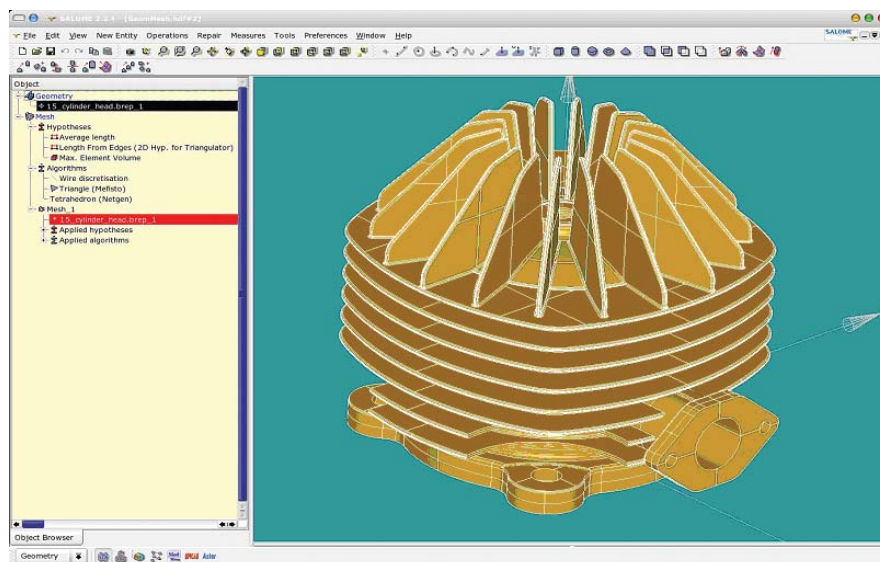 SALOME 2.2.4 - [GeomMesh.hdf*2]
File Edit View New Entity Operations Repair Measures Tools Preferences Window Help
SALOME
Object
Geometry
15_cylinder_head.brep_1
Mesh
Hypotheses
Average length
Length From Edges (2D Hyp. for Triangulator)
Max. Element Volume
Algorithms
Wire discretisation
Triangle (Mefisto)
Tetrahedron (Netgen)
Mesh_1
* 15_cylinder_head.brep_1
Applied hypotheses
Applied algorithms
Object Browser
Geometry
Aster